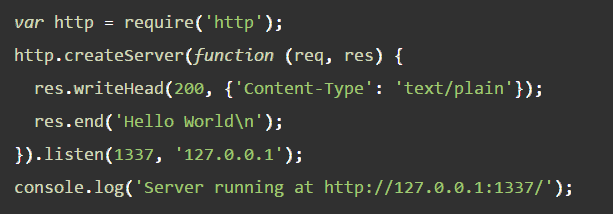 var http = require('http');
http.createServer(function (req, res) {
  res.writeHead(200, {'Content-Type': 'text/plain'});
  res.end('Hello World\n');
}).listen(1337, '127.0.0.1');
console.log('Server running at http://127.0.0.1:1337/');